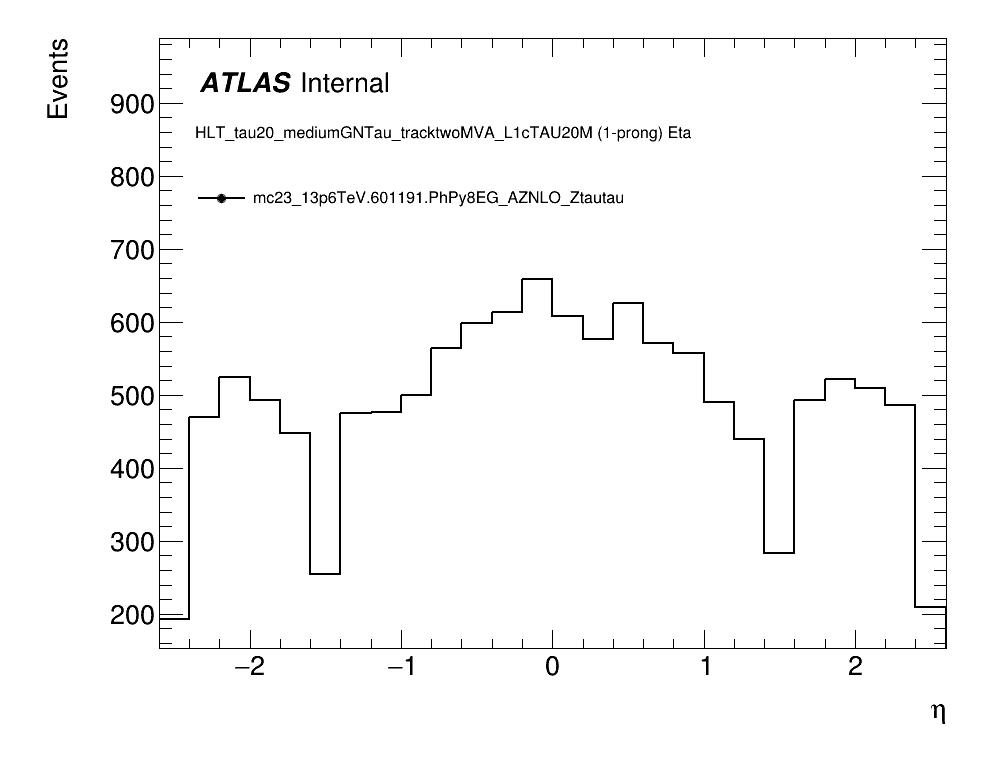 Events
ATLAS Internal
HLT_tau20_mediumGNTau_tracktwoMVA_L1cTAU20M (1-prong) Eta
mc23_13p6TeV.601191.PhPy8EG_AZNLO_Ztautau
900
800
700
600
500
400
300
200
−2 −1 0 1 2
η